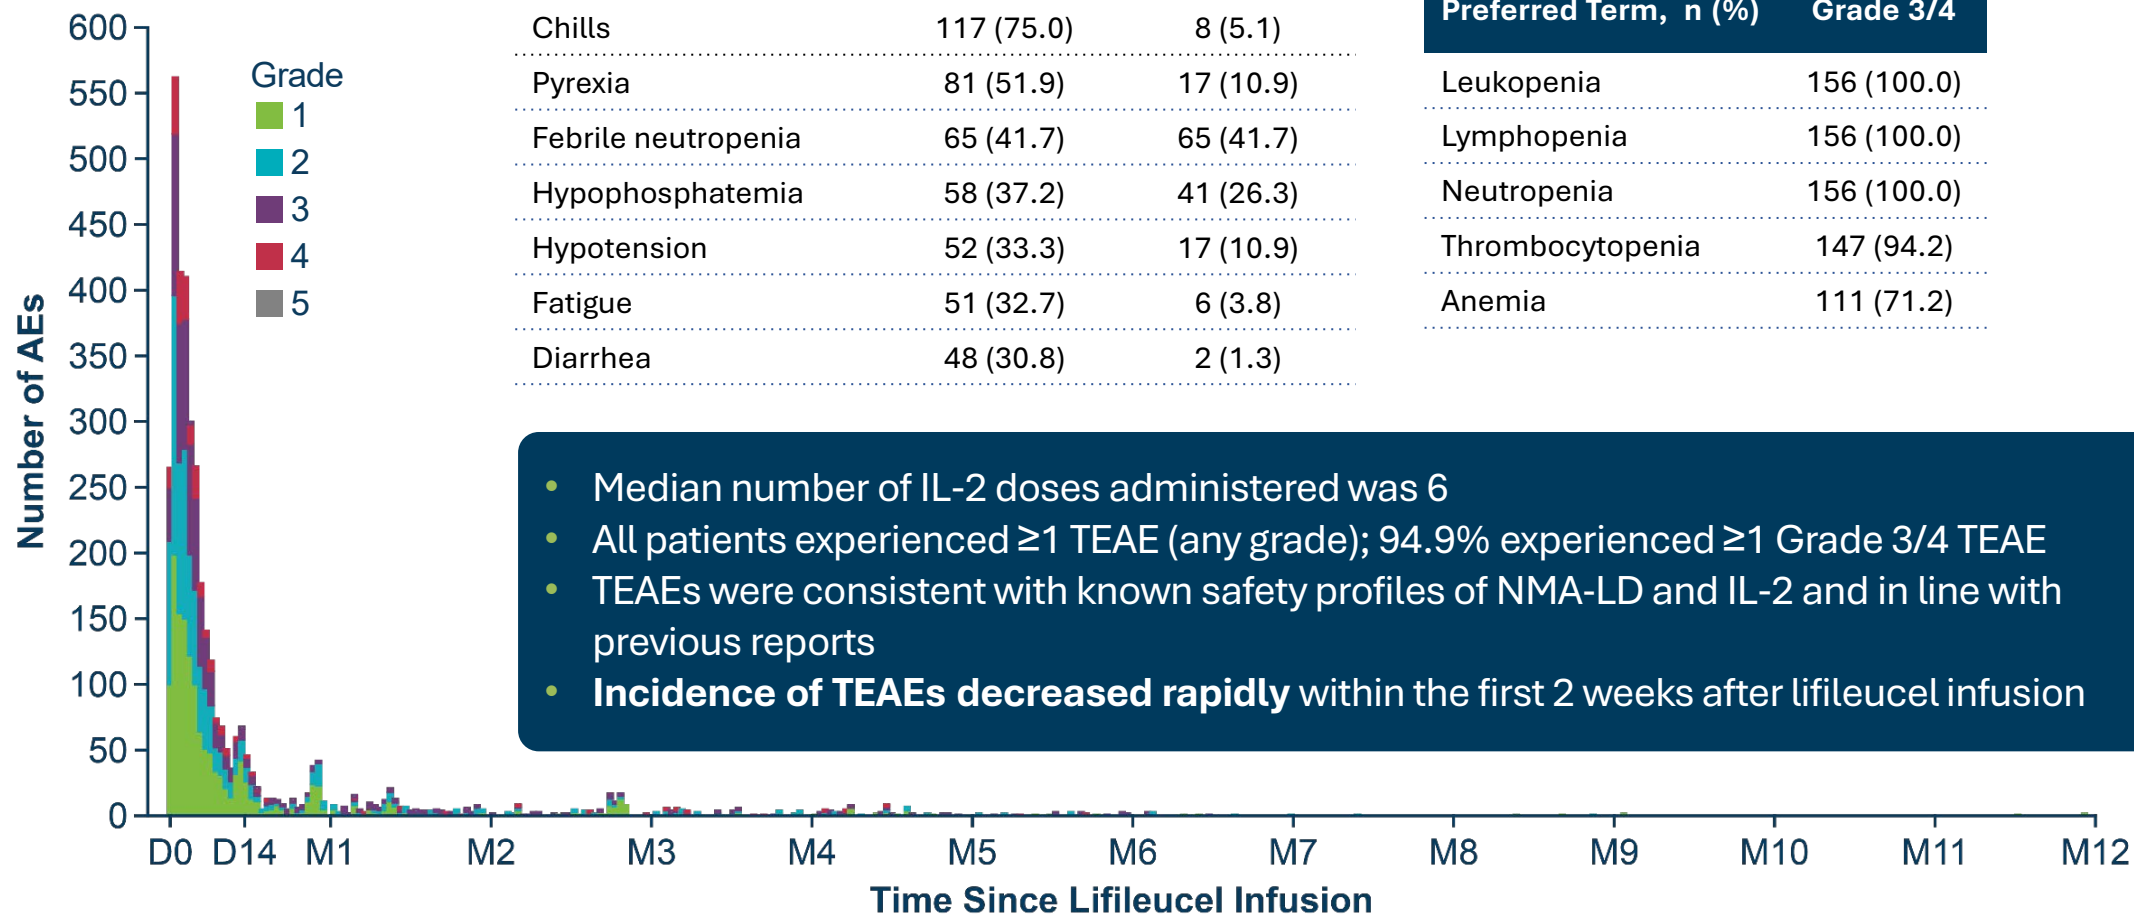 Number of AEs
600
550
500
450
400
350
300
250
200
150
100
50
0
Grade
1
2
3
4
5
Chills 117 (75.0) 8 (5.1)
Pyrexia 81 (51.9) 17 (10.9)
Febrile neutropenia 65 (41.7) 65 (41.7)
Hypophosphatemia 58 (37.2) 41 (26.3)
Hypotension 52 (33.3) 17 (10.9)
Fatigue 51 (32.7) 6 (3.8)
Diarrhea 48 (30.8) 2 (1.3)
Preferred Term, n (%) Grade 3/4
Leukopenia 156 (100.0)
Lymphopenia 156 (100.0)
Neutropenia 156 (100.0)
Thrombocytopenia 147 (94.2)
Anemia 111 (71.2)
• Median number of IL-2 doses administered was 6
• All patients experienced ≥1 TEAE (any grade); 94.9% experienced ≥1 Grade 3/4 TEAE
• TEAEs were consistent with known safety profiles of NMA-LD and IL-2 and in line with
previous reports
• Incidence of TEAEs decreased rapidly within the first 2 weeks after lifileucel infusion
D0 D14 M1 M2 M3 M4 M5 M6 M7 M8 M9 M10 M11 M12
Time Since Lifileucel Infusion